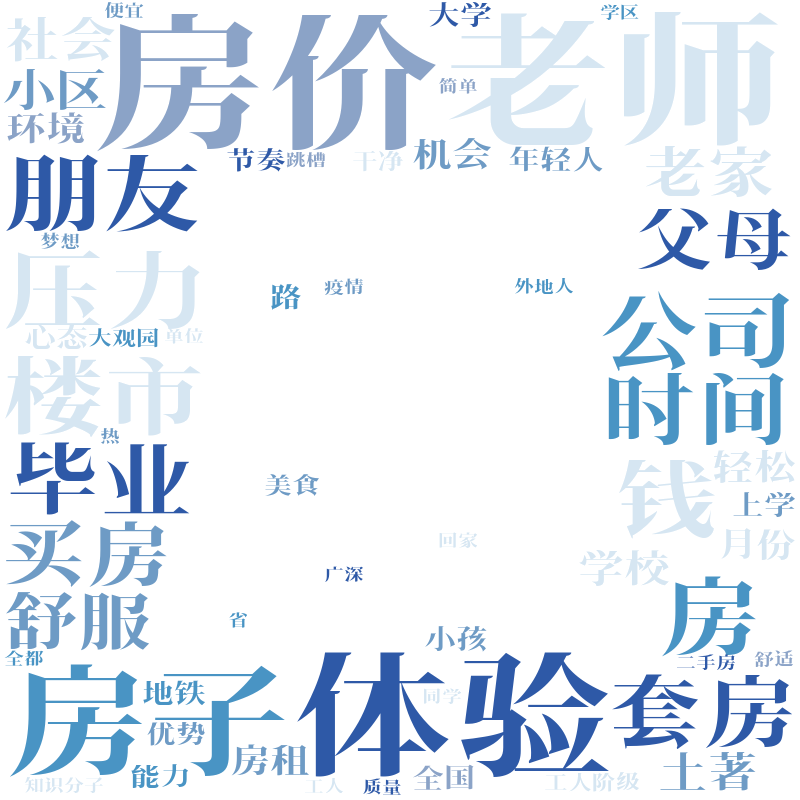 便宜
大学
学区
社会
房价
老师
简单
小区
环境
节奏
跳槽
干净
机会
年轻人
老家
朋友
父母
梦想
压力
路
疫情
外地人
公司
心态
大观园
单位
楼市
时间
热
毕业
美食
钱
轻松
上学
买房
回家
月份
学校
广深
舒服
省
房
小孩
全都
二手房
舒适
房子
地铁
体验
同学
套房
优势
房租
能力
全国
土著
知识分子
工人
质量
工人阶级